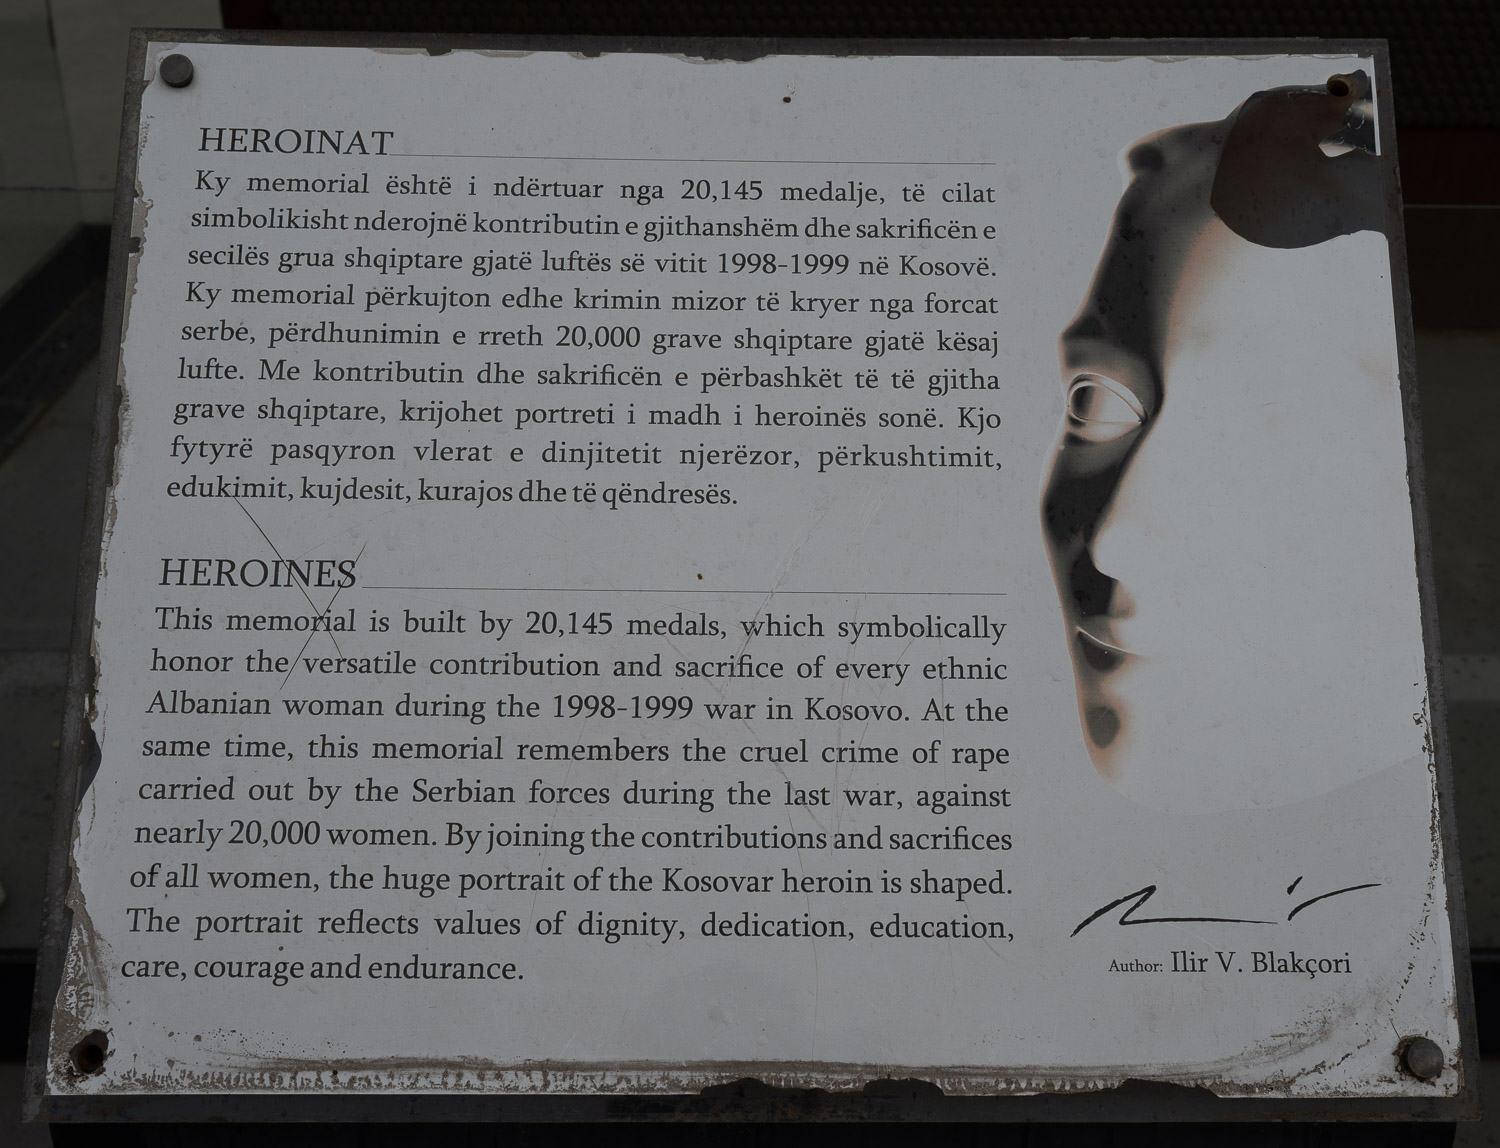 HEROINAT
Ky memorial është i ndërtuar nga 20,145 medalje, të cilat
simbolikisht nderojnë kontributin e gjithanshëm dhe sakrificën e
secilës grua shqiptare gjatë luftës së vitit 1998-1999 në Kosovë.
Ky memorial përkujton edhe krimin mizor të kryer nga forcat
serbe, përdhunimin e rreth 20,000 grave shqiptare gjatë kësaj
lufte. Me kontributin dhe sakrificën e përbashkët të të gjitha
grave shqiptare, krijohet portreti i madh i heroinës sonë. Kjo
fytyrë pasqyron vlerat e dinjitetit njerëzor, përkushtimit,
edukimit, kujdesit, kurajos dhe të qëndresës.
HEROINES
This memorial is built by 20,145 medals, which symbolically
honor the versatile contribution and sacrifice of every ethnic
Albanian woman during the 1998-1999 war in Kosovo. At the
same time, this memorial remembers the cruel crime of rape
carried out by the Serbian forces during the last war, against
nearly 20,000 women. By joining the contributions and sacrifices
of all women, the huge portrait of the Kosovar heroin is shaped.
The portrait reflects values of dignity, dedication, education,
care, courage and endurance.
Author: Ilir V. Blakçori